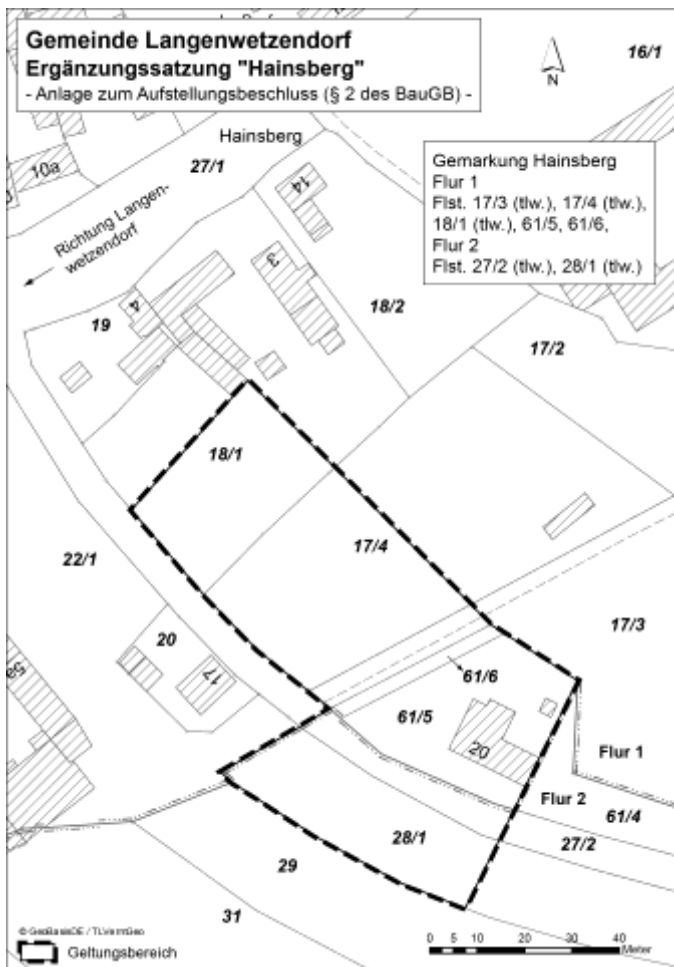 Gemeinde Langenwetzendorf
Ergänzungssatzung "Hainsberg"
- Anlage zum Aufstellungsbeschluss (§ 2 des BauGB) -
N
16/1
Hainsberg
27/1
10a
Richtung Langen-
wetzendorf
Gemarkung Hainsberg
Flur 1
Flst. 17/3 (tlw.), 17/4 (tlw.),
18/1 (tlw.), 61/5, 61/6,
Flur 2
Flst. 27/2 (tlw.), 28/1 (tlw.)
14
3
4
19
18/2
17/2
18/1
17/4
22/1
20
17
17/3
61/6
61/5
20
5a
Flur 1
Flur 2
61/4
27/2
28/1
29
31
© GeoBasisDE / TLVermGeo
Geltungsbereich
0 5 10 20 30 40
Meter